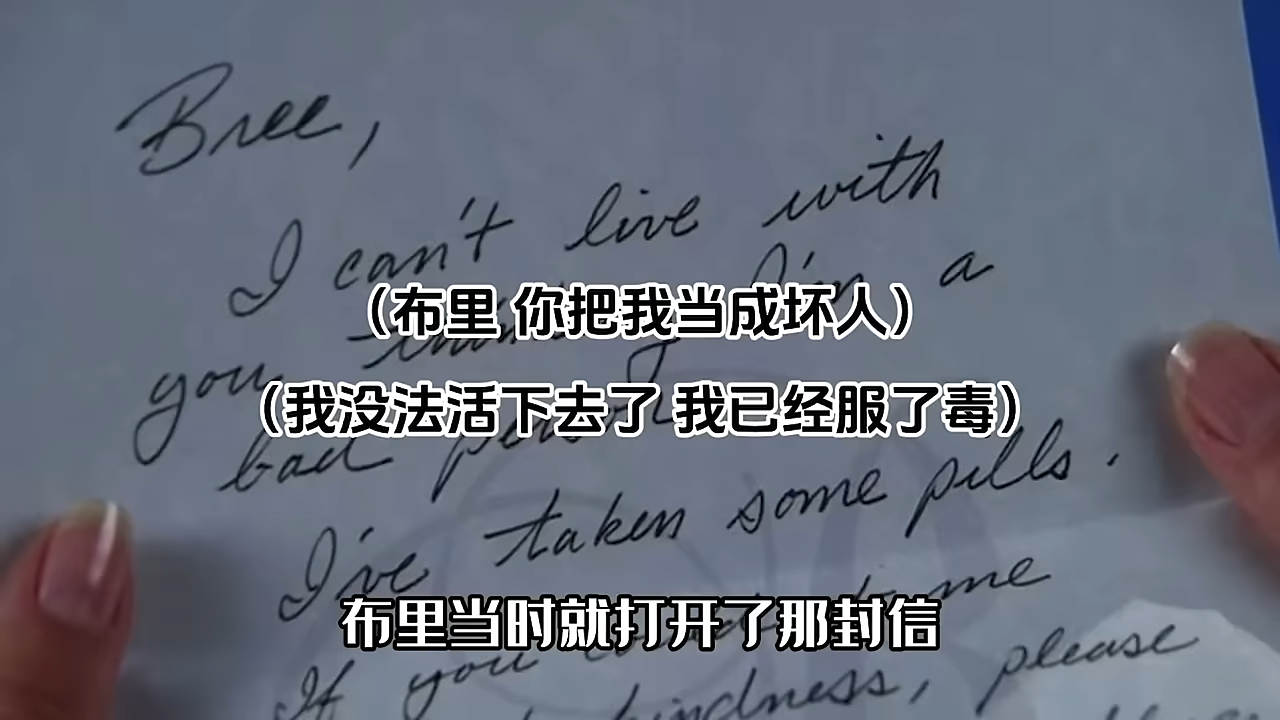 Bree,
I can't live with
you I'm a
（布里 你把我当成坏人）
bad
（我没法活下去了 我已经服了毒）
I've taken some pills.
If you me
布里当时就打开了那封信
kindness, please